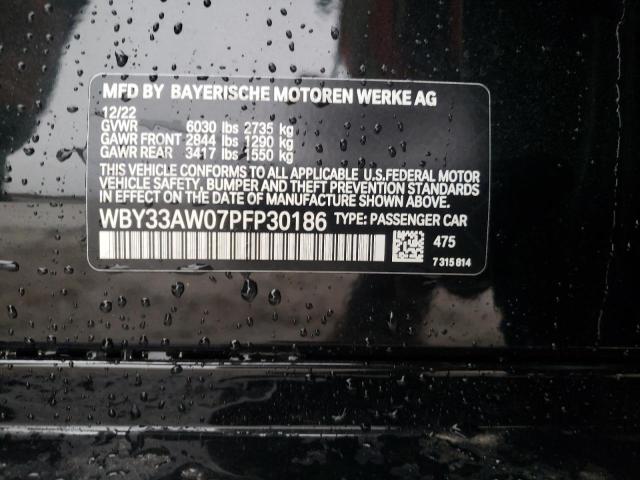 MFD BY BAYERISCHE MOTOREN WERKE AG
12/22
GVWR 6030 lbs 2735 kg
GAWR FRONT 2844 lbs 1290 kg
GAWR REAR 3417 lbs 1550 kg
THIS VEHICLE CONFORMS TO ALL APPLICABLE U.S.FEDERAL MOTOR
VEHICLE SAFETY, BUMPER AND THEFT PREVENTION STANDARDS
IN EFFECT ON THE DATE OF MANUFACTURE SHOWN ABOVE.
WBY33AW07PFP30186 TYPE: PASSENGER CAR
475
7 315 814